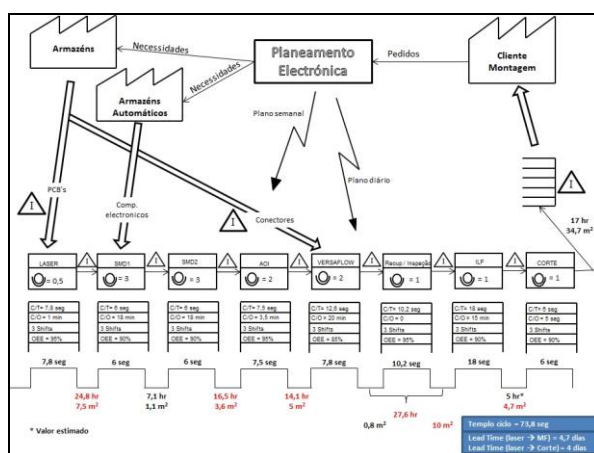 Armazéns
Necessidades
Planeamento
Electrónica
Pedidos
Cliente
Montagem
Armazéns
Automáticos
Necessidades
Plano semanal
Plano diário
I
PCB's
Comp.
electronicos
I
Conectores
I
17 hr
34,7 m²
LASER
= 0,5
I
SMD1
= 3
I
SMD2
= 3
I
AOI
= 2
I
VERSAFLOW
= 2
I
Recup / Inspeção
= 1
I
ILF
= 1
I
CORTE
= 1
C/T= 7,8 seg
C/O = 1 min
3 Shifts
OEE = 95%
C/T= 6 seg
C/O = 18 min
3 Shifts
OEE = 90%
C/T= 6 seg
C/O = 18 min
3 Shifts
OEE = 90%
C/T= 7,5 seg
C/O = 3,5 min
3 Shifts
OEE = 95%
C/T= 12,6 seg
C/O = 20 min
3 Shifts
OEE = 85%
C/T= 10,2 seg
C/O = 0
3 Shifts
OEE = 95%
C/T= 18 seg
C/O = 15 min
3 Shifts
OEE = 90%
C/T= 6 seg
C/O = 5 seg
3 Shifts
OEE = 90%
7,8 seg
6 seg
6 seg
7,5 seg
7,8 seg
10,2 seg
18 seg
6 seg
24,8 hr
7,5 m²
7,1 hr
1,1 m²
16,5 hr
3,6 m²
14,1 hr
5 m²
27,6 hr
0,8 m²
10 m²
5 hr*
4,7 m²
* Valor estimado
Templo ciclo = 73,8 seg
Lead Time (laser → MF) = 4,7 dias
Lead Time (laser → Corte) = 4 dias